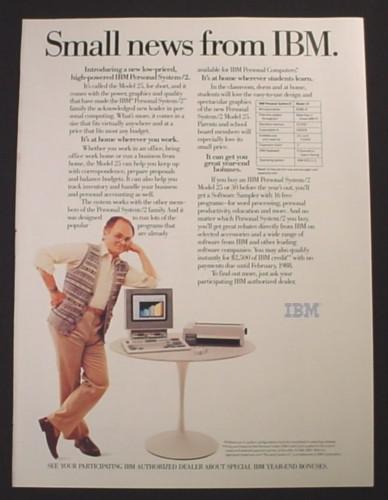 Small news from IBM.
Introducing a new low-priced,
high-powered IBM Personal System/2.
It's called the Model 25, for short, and it
comes with the power, graphics and quality
that have made the IBM® Personal System/2™
family the acknowledged new leader in per-
sonal computing. What's more, it comes in a
size that fits virtually anywhere and at a
price that fits most any budget.
It's at home wherever you work.
Whether you work in an office, bring
office work home or run a business from
home, the Model 25 can help you keep up
with correspondence, prepare proposals
and balance budgets. It can also help you
track inventory and handle your business
and personal accounting as well.
The system works with the other mem-
bers of the Personal System/2 family. And it
was designed to run lots of the
popular programs that
are already
available for IBM Personal Computers.
It's at home wherever students learn.
In the classroom, dorm and at home,
students will love the easy-to-use design and
spectacular graphics
of the new Personal
System/2 Model 25.
Parents and school
board members will
especially love its
small price.
It can get you
great year-end
bonuses.
If you buy an IBM Personal System/2
Model 25 or 30 before the year's out, you'll
get a Software Sampler with 16 free
programs—for word processing, personal
productivity, education and more. And no
matter which Personal System/2 you buy,
you'll get great rebates directly from IBM on
selected accessories and a wide range of
software from IBM and other leading
software companies. You may also qualify
instantly for $2,500 of IBM credit** with no
payments due until February, 1988.
To find out more, just ask your
participating IBM authorized dealer.
IBM
SEE YOUR PARTICIPATING IBM AUTHORIZED DEALER ABOUT SPECIAL IBM YEAR-END BONUSES.